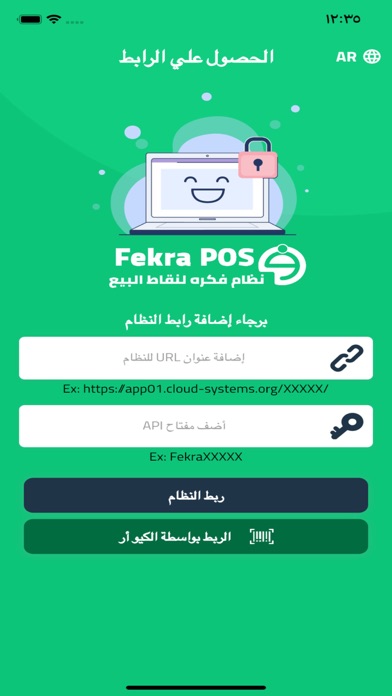 ١٢:٣٥
الحصول علي الرابط
AR
Fekra POS
نظام فكره لنقاط البيع
برجاء إضافة رابط النظام
إضافة عنوان URL للنظام
Ex: https://app01.cloud-systems.org/XXXXX/
أضف مفتاح API
Ex: FekraXXXXX
ربط النظام
الربط بواسطة الكيو أر